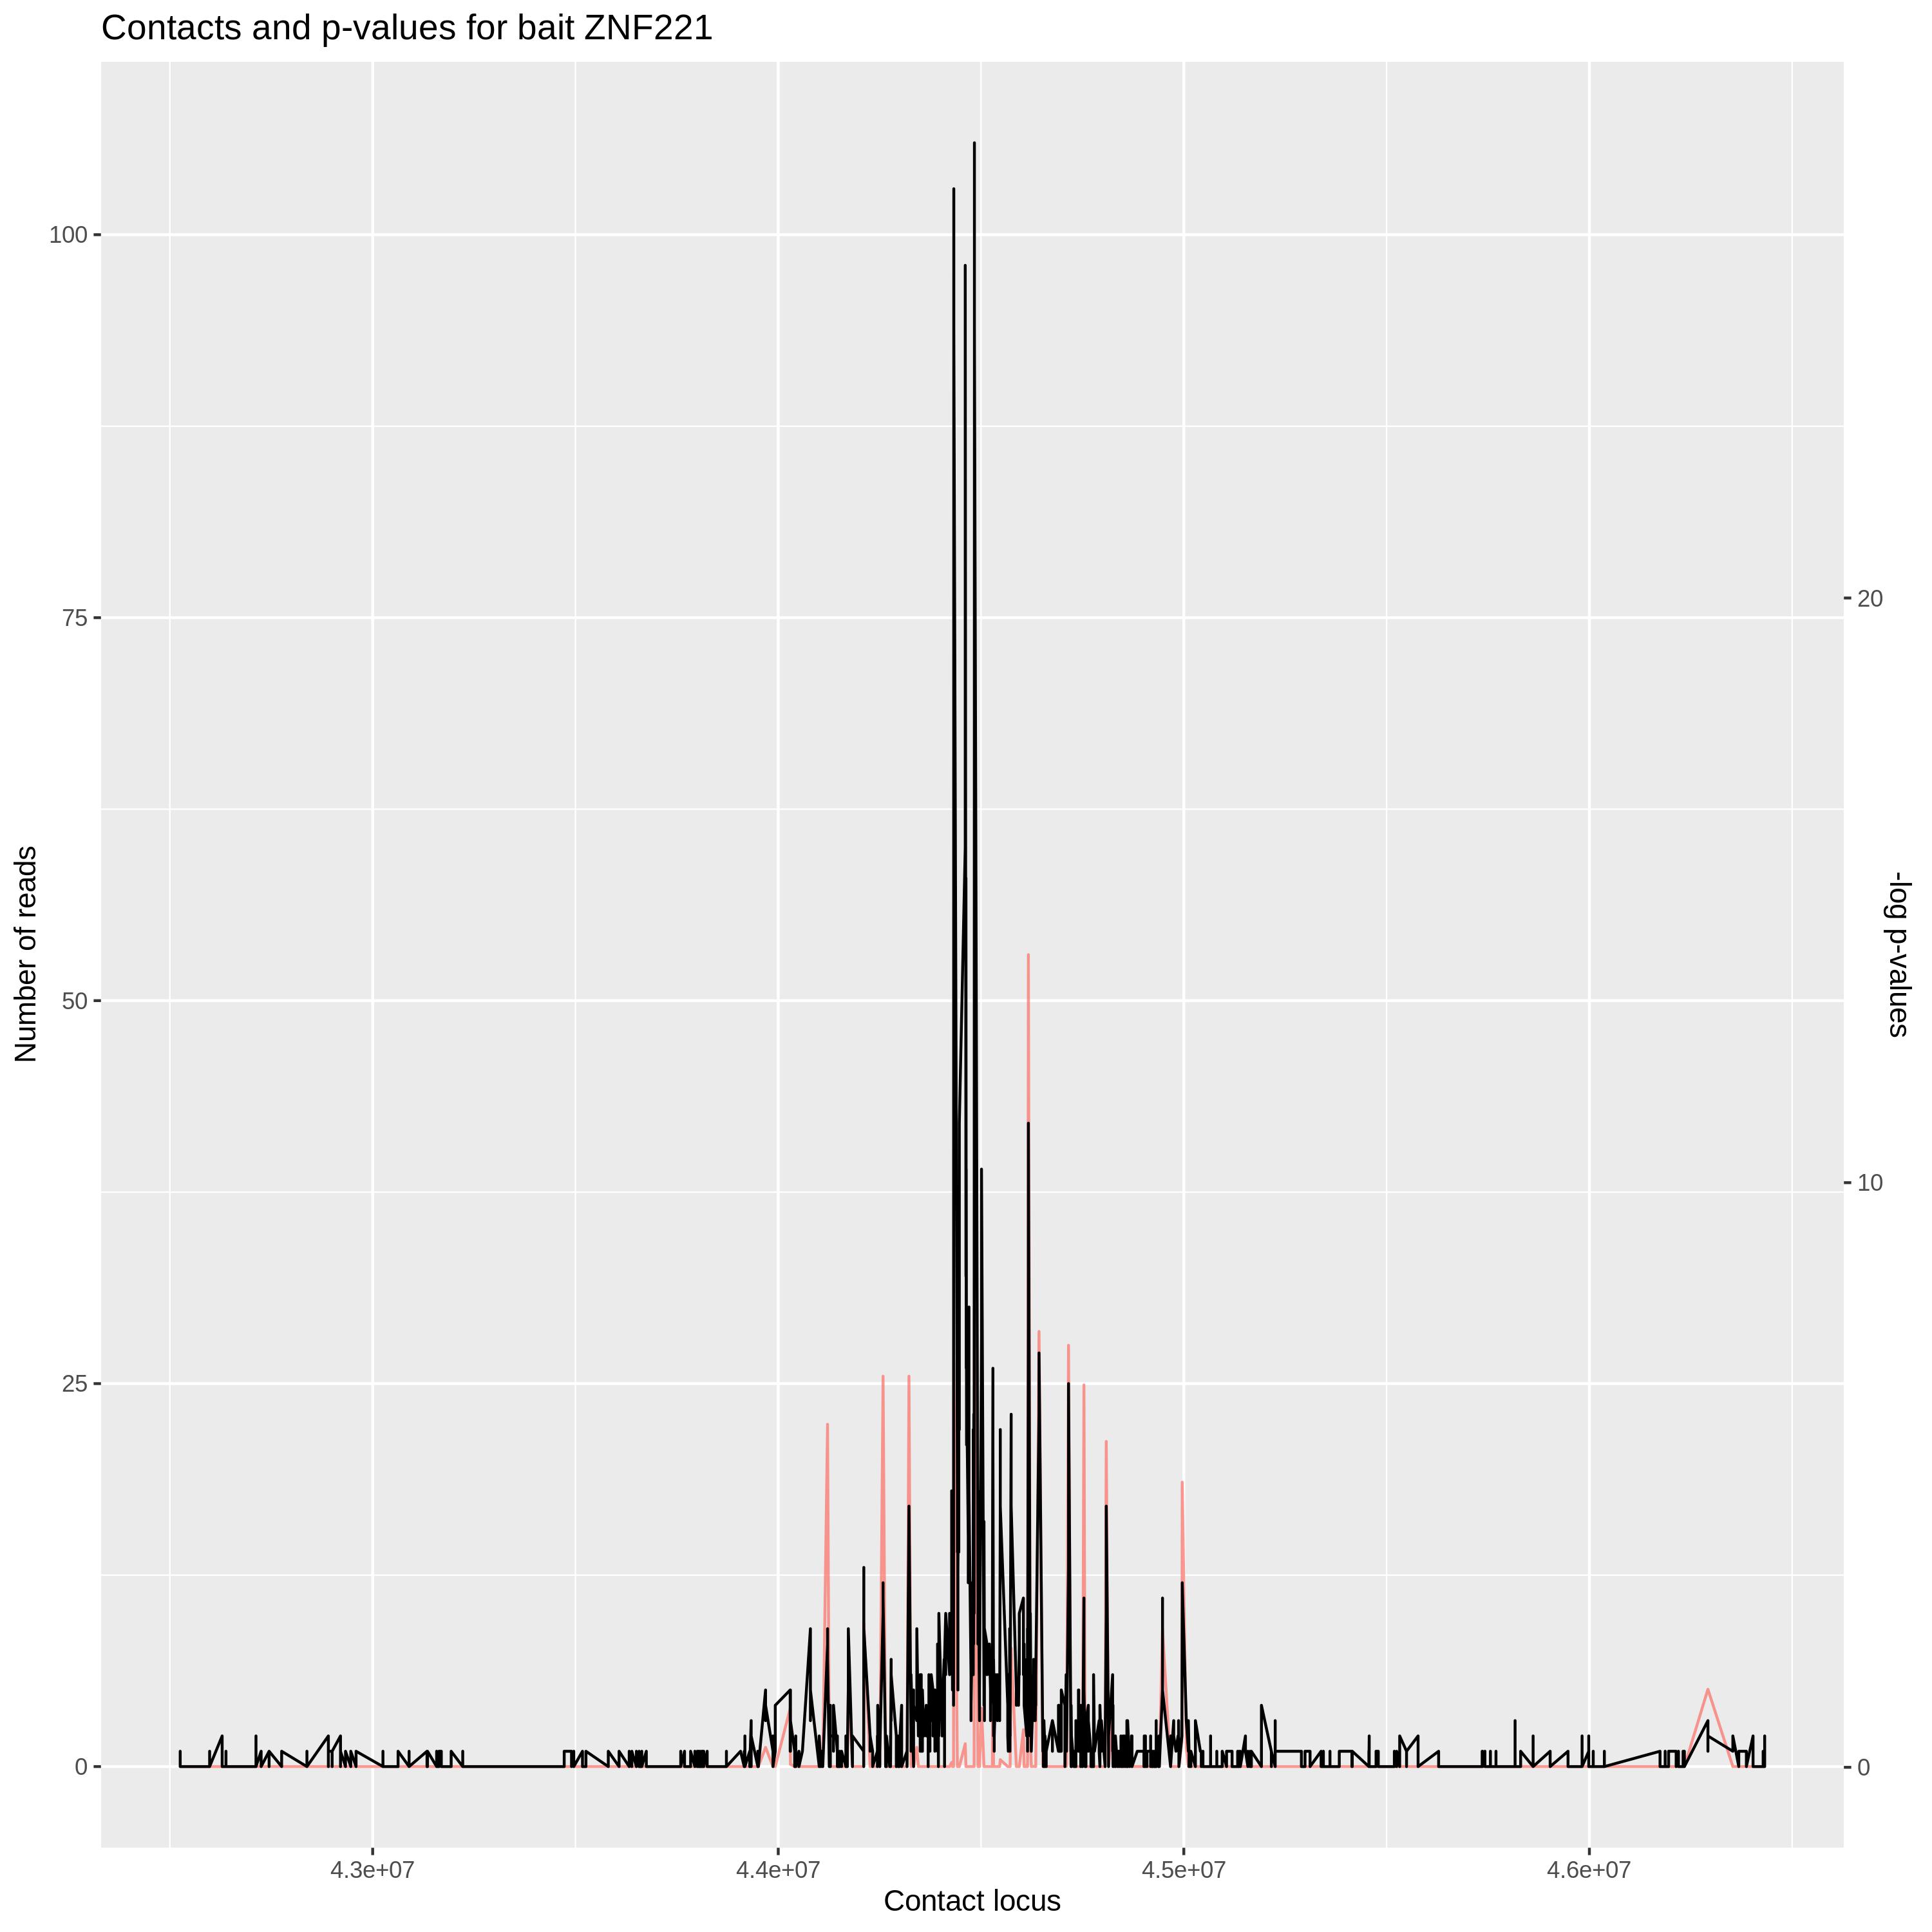 Contacts and p-values for bait ZNF221
100
75
50
25
0
Number of reads
20
10
0
-log p-values
4.3e+07
4.4e+07
4.5e+07
4.6e+07
Contact locus